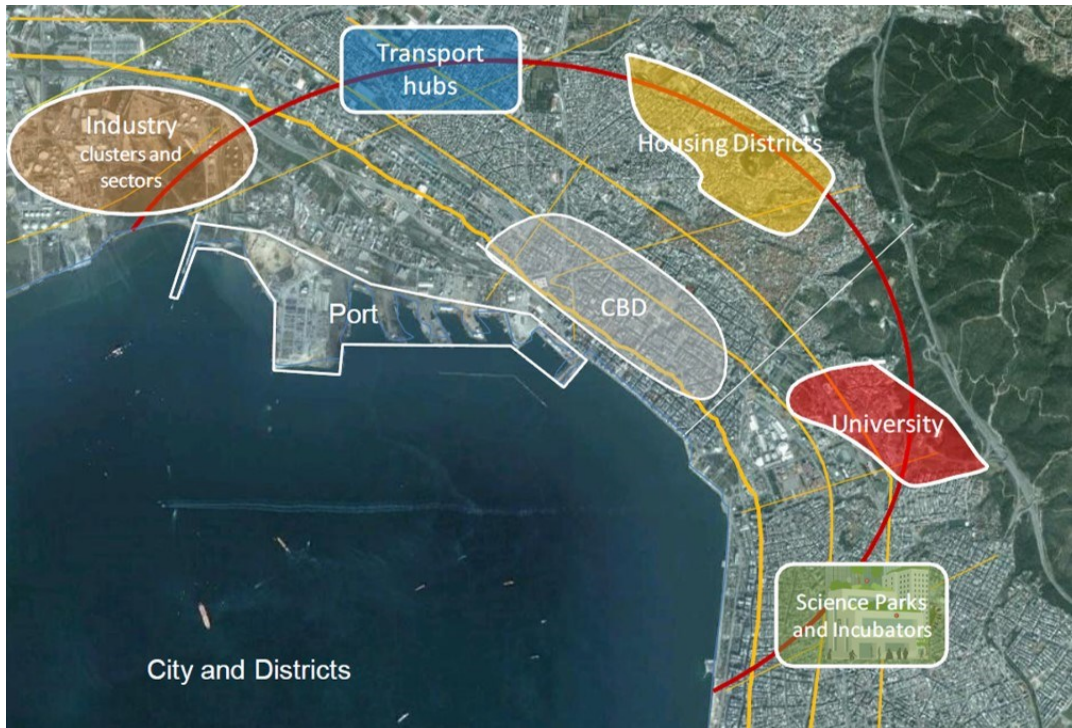 Transport
hubs
Industry
clusters and
sectors
Housing Districts
Port
CBD
University
Science Parks
and Incubators
City and Districts